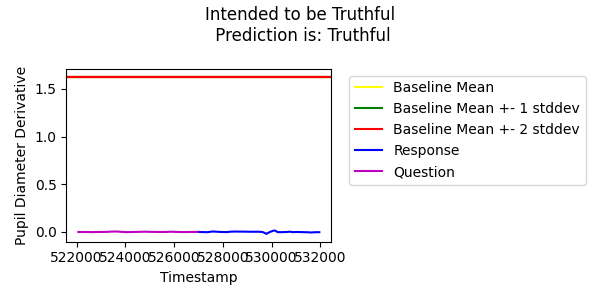 Intended to be Truthful
Prediction is: Truthful
Pupil Diameter Derivative
1.5
1.0
0.5
0.0
522000 524000 526000 528000 530000 532000
Timestamp
Baseline Mean
Baseline Mean +- 1 stddev
Baseline Mean +- 2 stddev
Response
Question